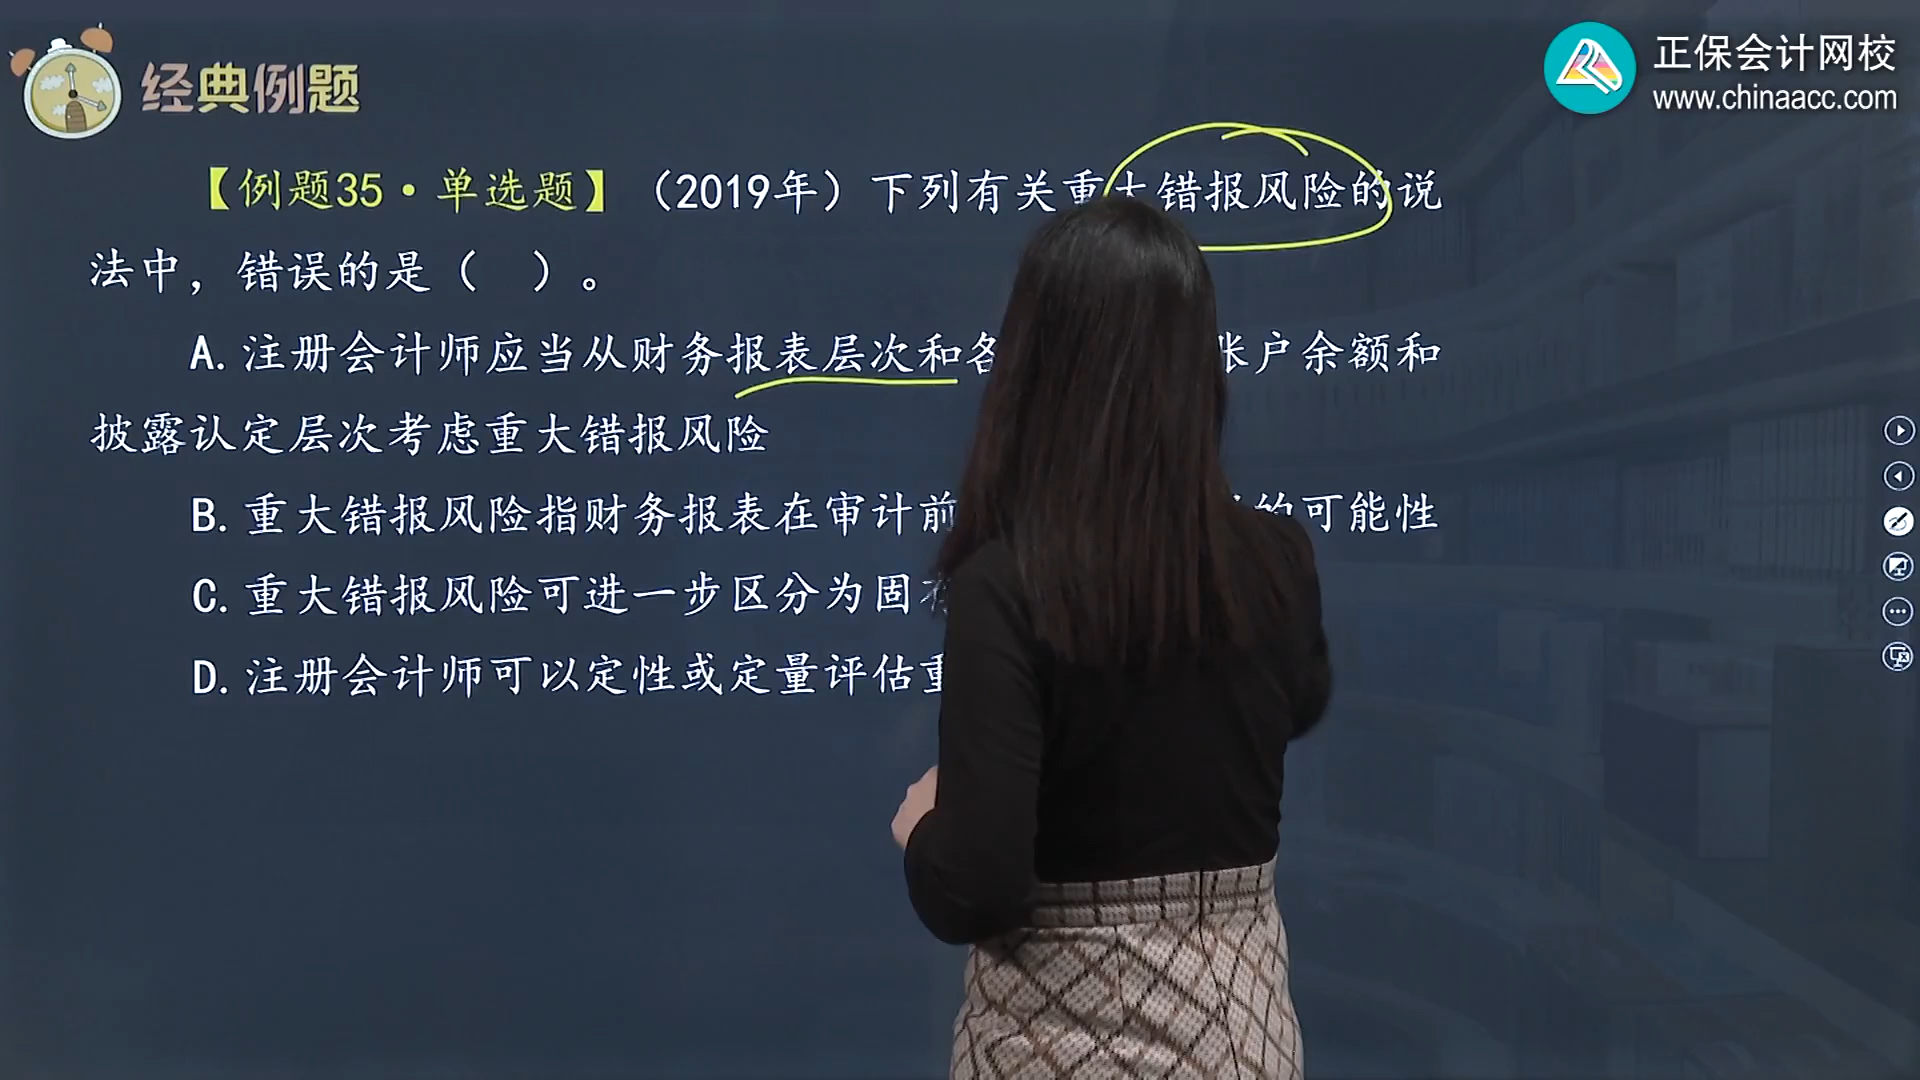 经典例题
正保会计网校
www.chinaacc.com
【例题35·单选题】（2019年）下列有关重大错报风险的说
法中，错误的是（　）。
A. 注册会计师应当从财务报表层次和各 账户余额和
披露认定层次考虑重大错报风险
B. 重大错报风险指财务报表在审计前 的可能性
C. 重大错报风险可进一步区分为固
D. 注册会计师可以定性或定量评估重